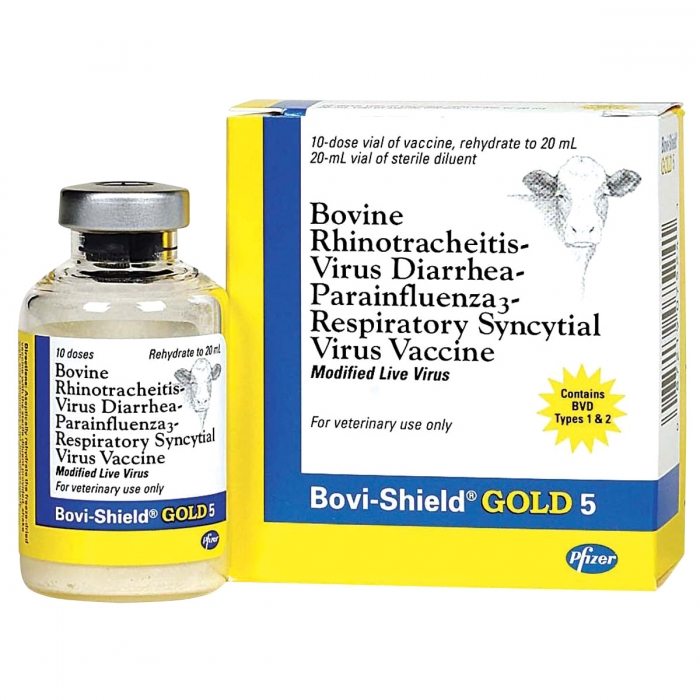 10-dose vial of vaccine, rehydrate to 20 mL
20-mL vial of sterile diluent
Bovine
Rhinotracheitis-
Virus Diarrhea-
Parainfluenza3-
Respiratory Syncytial
Virus Vaccine
Modified Live Virus
For veterinary use only
Contains
BVD
Types 1 & 2
Bovi-Shield® GOLD 5
Pfizer
Bovi-Shield
GOLD 5
10 doses Rehydrate to 20 mL
Bovine
Rhinotracheitis-
Virus Diarrhea-
Parainfluenza3-
Respiratory Syncytial
Virus Vaccine
Modified Live Virus
For veterinary use only
Bovi-Shield® GOLD 5
Pfizer